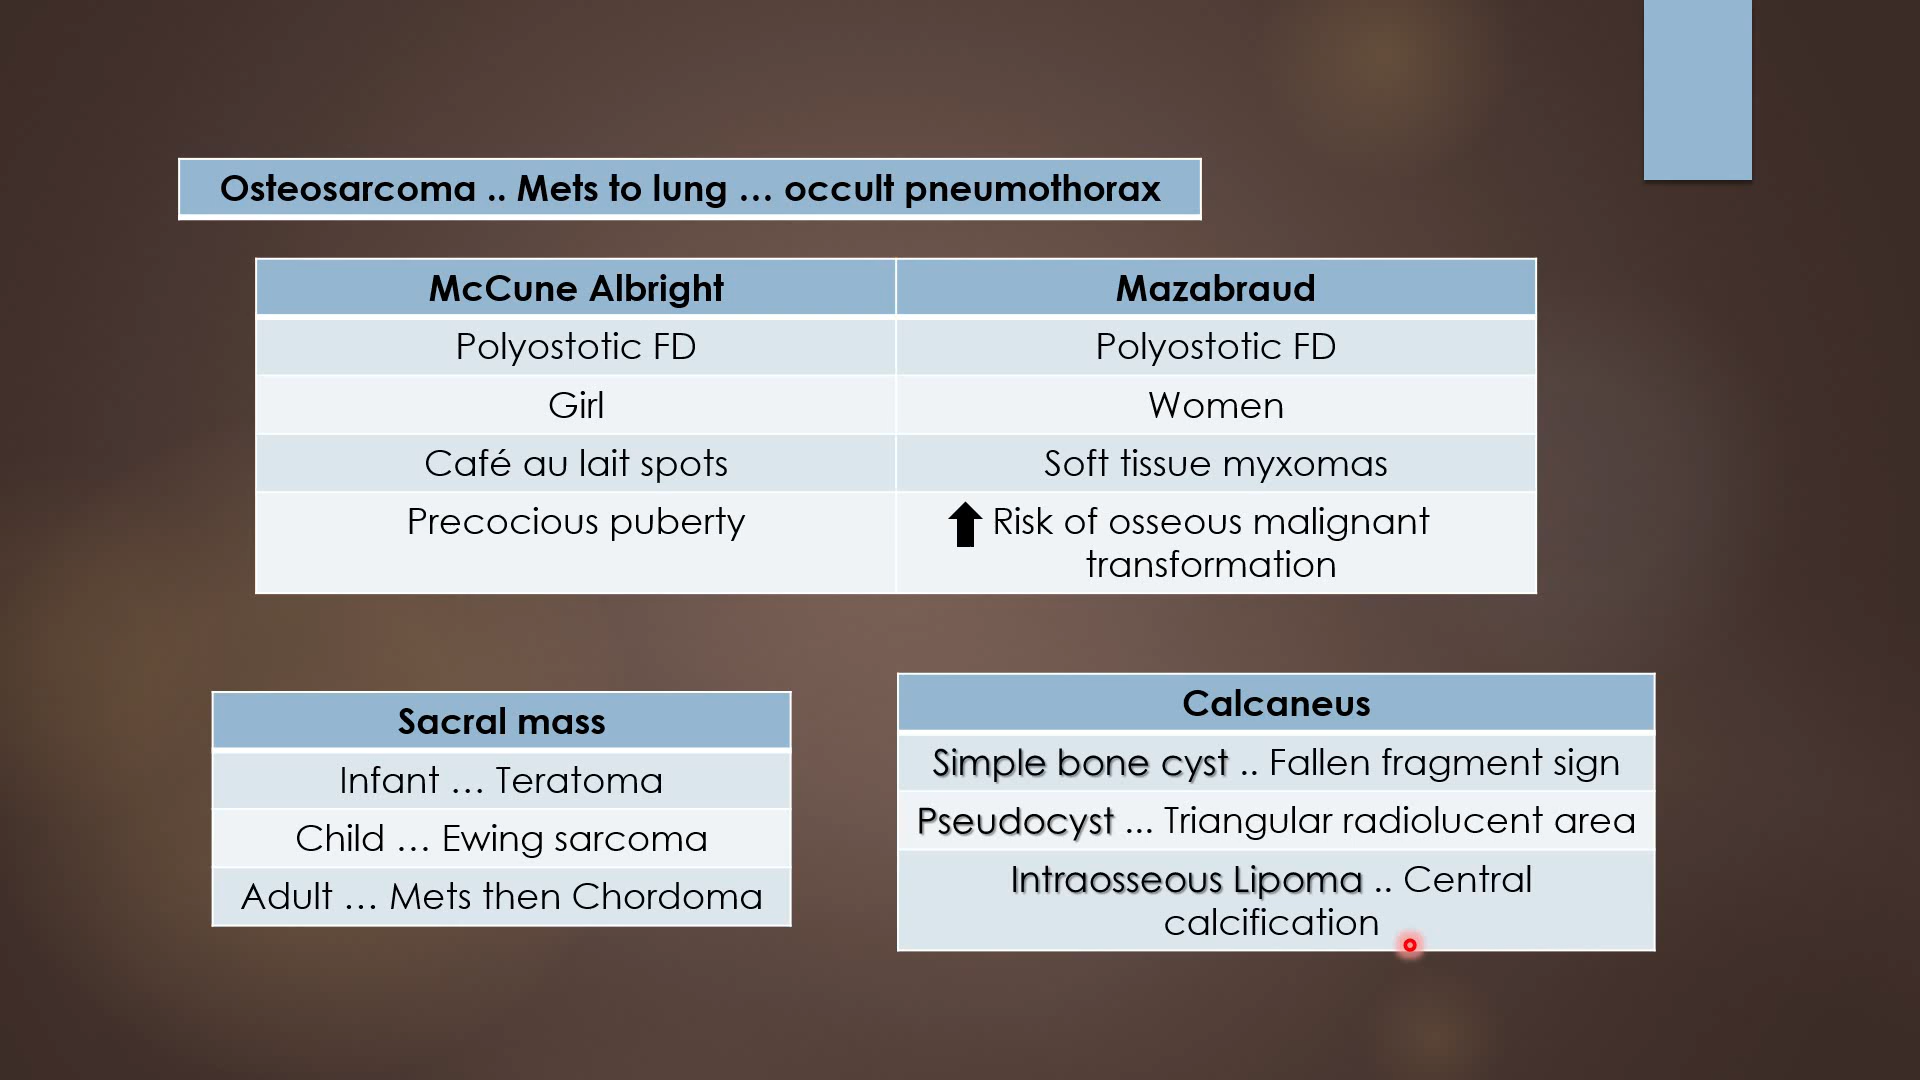 Osteosarcoma .. Mets to lung … occult pneumothorax
McCune Albright
Mazabraud
Polyostotic FD
Polyostotic FD
Girl
Women
Café au lait spots
Soft tissue myxomas
Precocious puberty
Risk of osseous malignant
transformation
Sacral mass
Infant … Teratoma
Child … Ewing sarcoma
Adult … Mets then Chordoma
Calcaneus
Simple bone cyst .. Fallen fragment sign
Pseudocyst ... Triangular radiolucent area
Intraosseous Lipoma .. Central
calcification